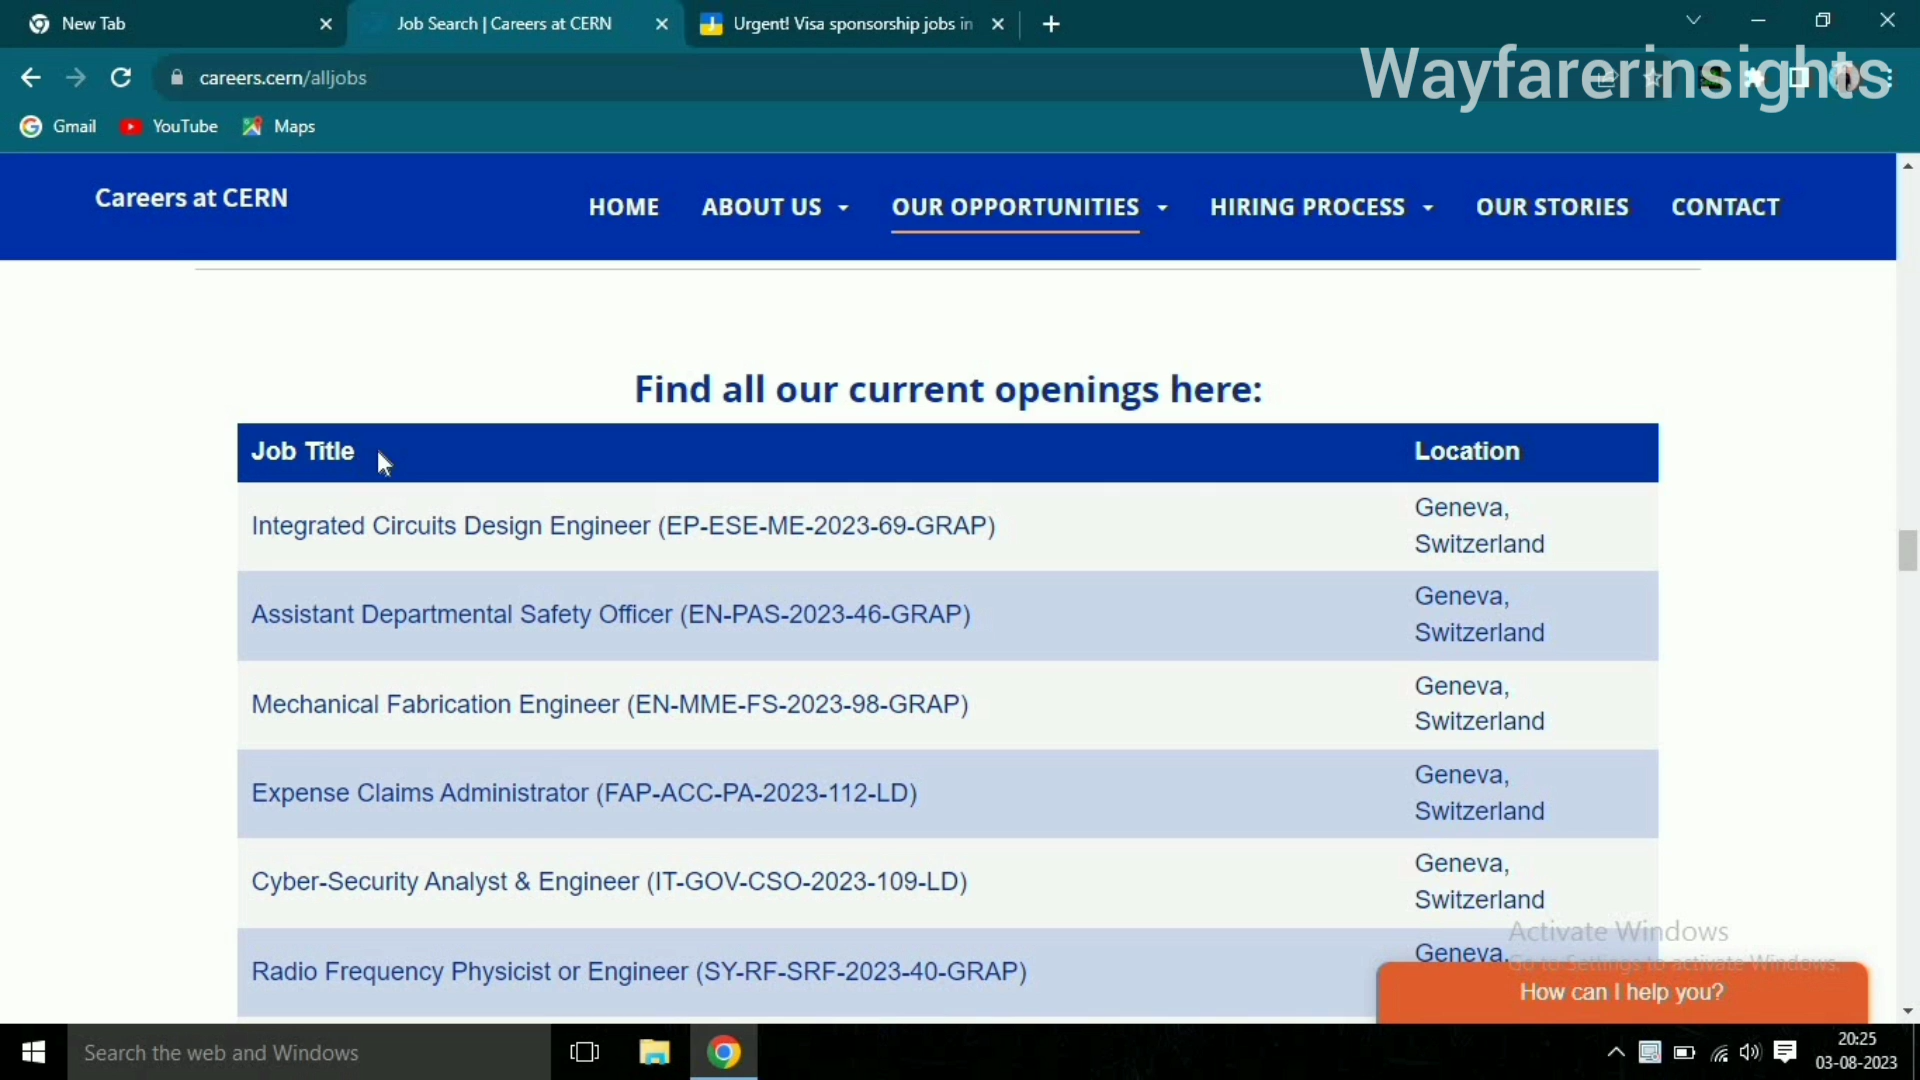 New Tab
Job Search | Careers at CERN
Urgent! Visa sponsorship jobs in
careers.cern/alljobs
Wayfarerinsights
Gmail
YouTube
Maps
Careers at CERN
HOME
ABOUT US
OUR OPPORTUNITIES
HIRING PROCESS
OUR STORIES
CONTACT
Find all our current openings here:
Job Title
Location
Integrated Circuits Design Engineer (EP-ESE-ME-2023-69-GRAP)
Geneva,
Switzerland
Assistant Departmental Safety Officer (EN-PAS-2023-46-GRAP)
Geneva,
Switzerland
Mechanical Fabrication Engineer (EN-MME-FS-2023-98-GRAP)
Geneva,
Switzerland
Expense Claims Administrator (FAP-ACC-PA-2023-112-LD)
Geneva,
Switzerland
Cyber-Security Analyst & Engineer (IT-GOV-CSO-2023-109-LD)
Geneva,
Switzerland
Radio Frequency Physicist or Engineer (SY-RF-SRF-2023-40-GRAP)
Geneva,
Activate Windows
Go to Settings to activate Windows.
How can I help you?
Search the web and Windows
20:25
03-08-2023